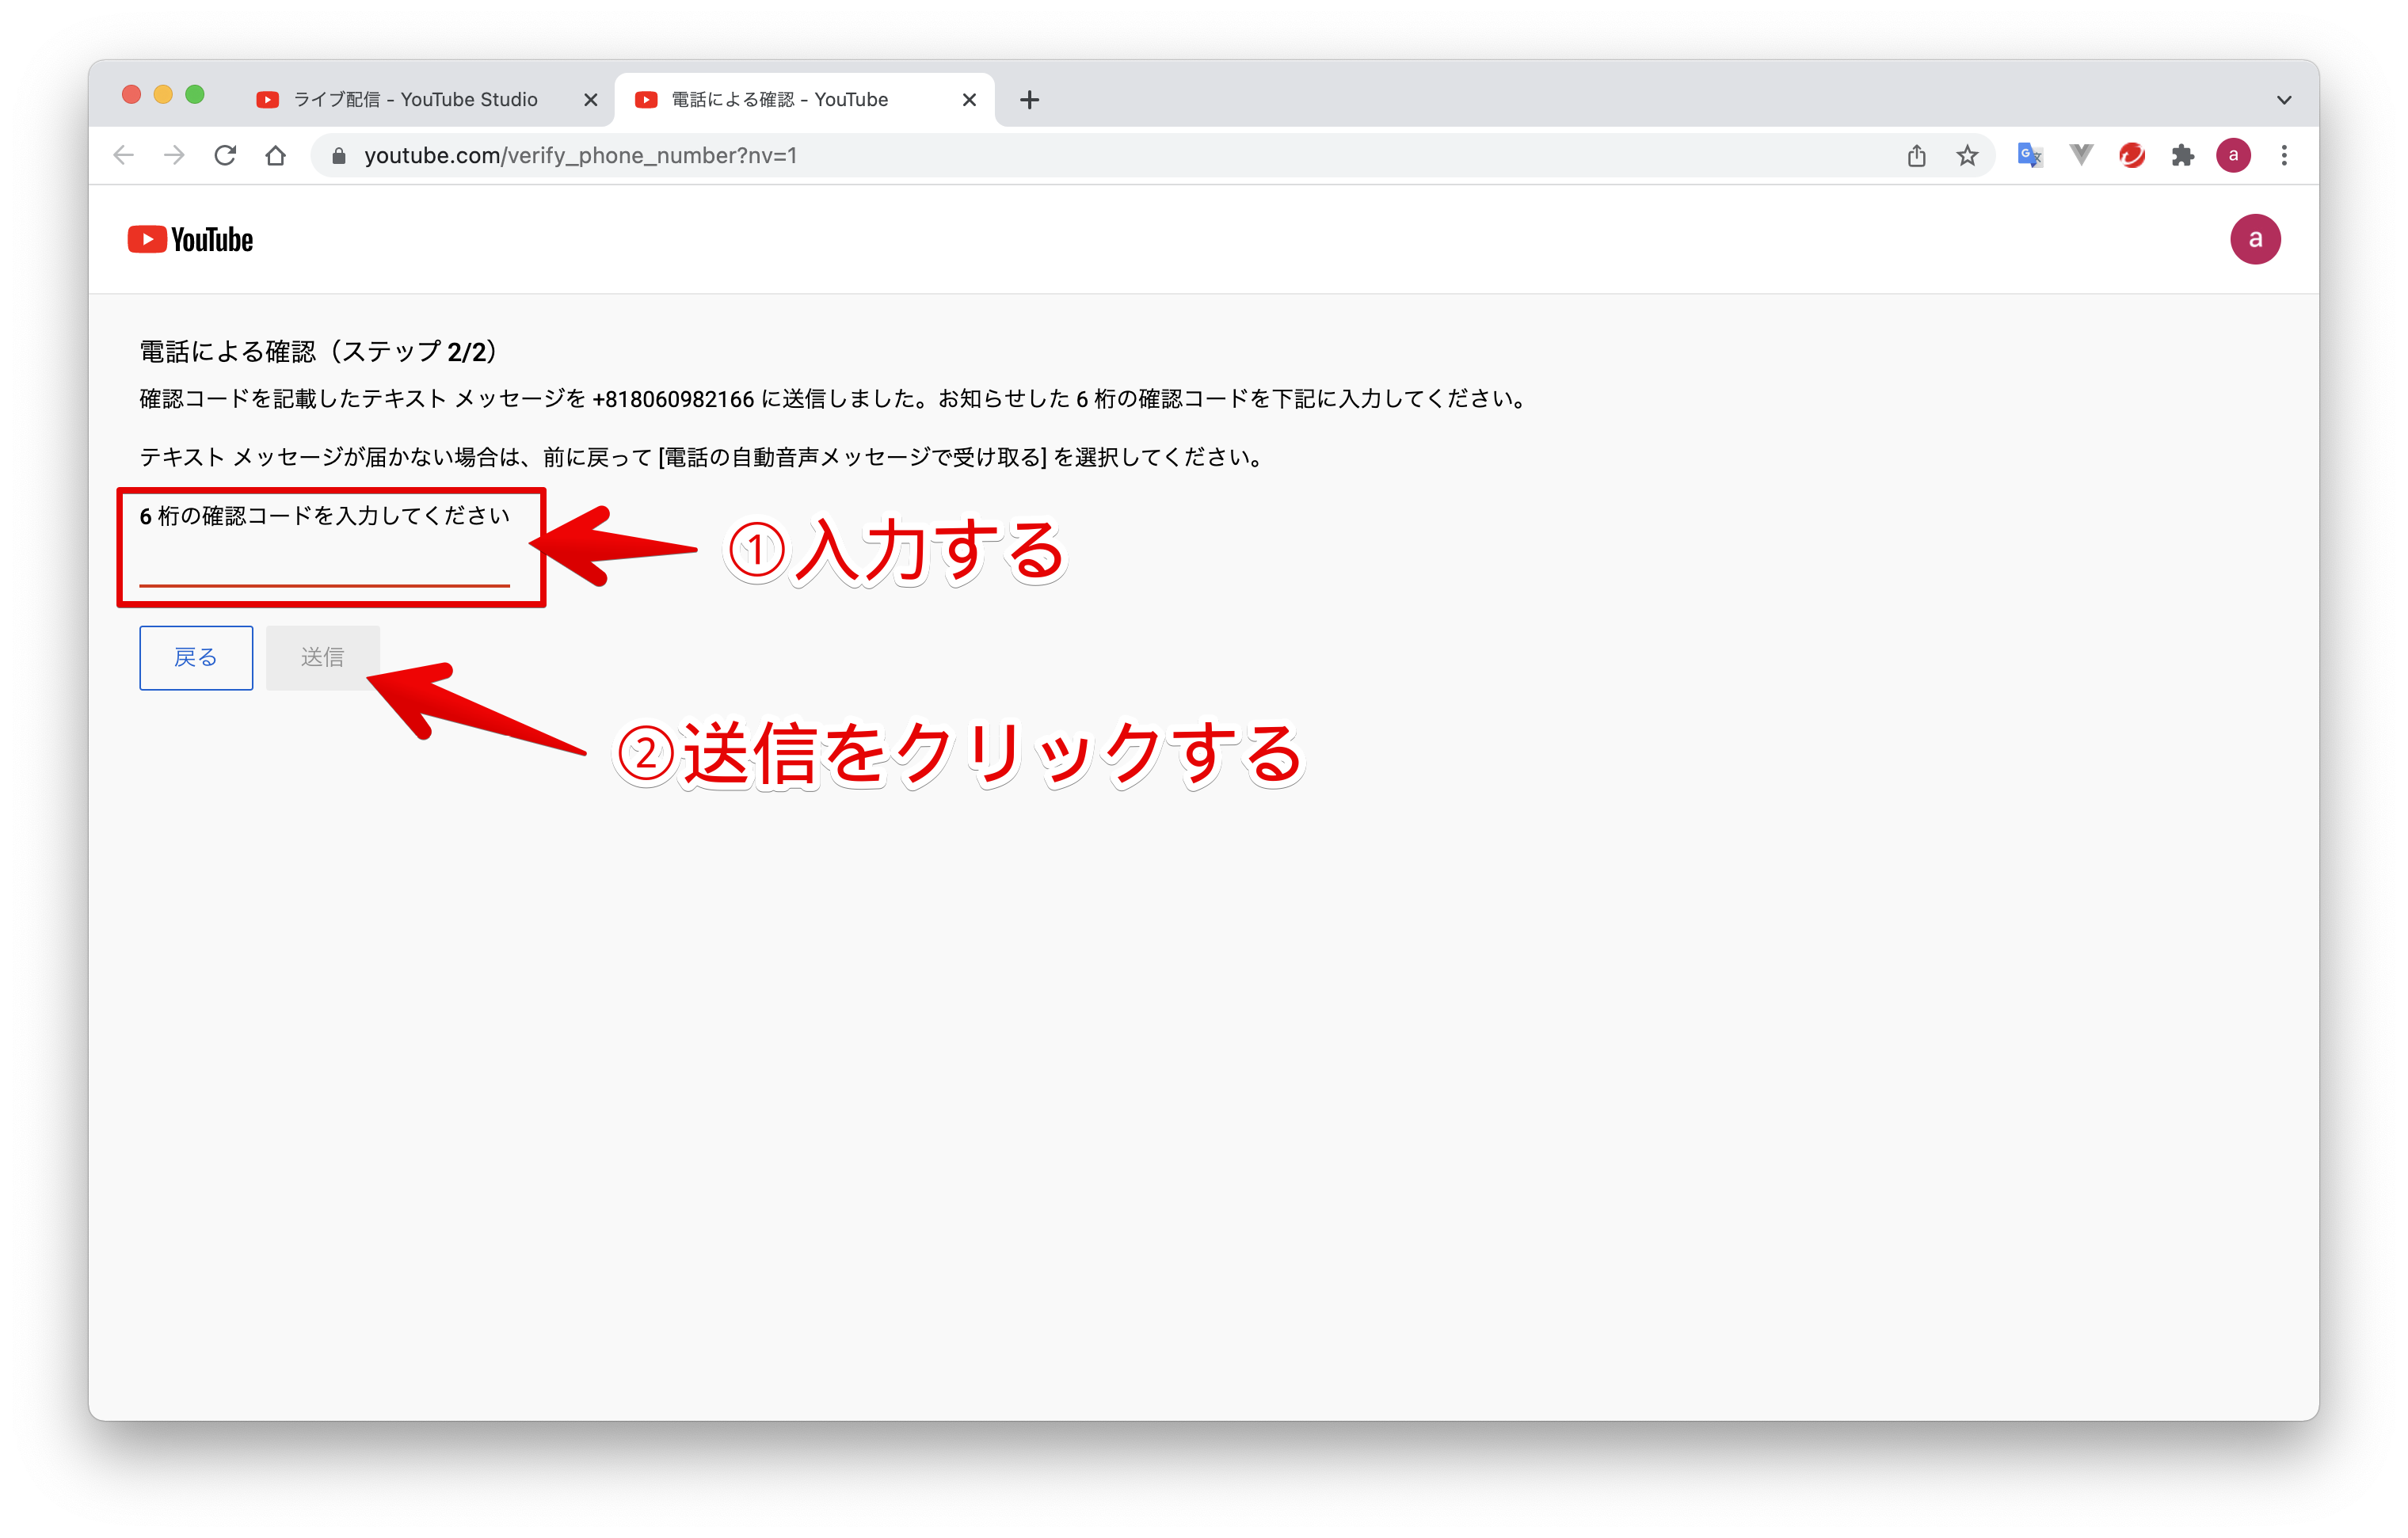 ライブ配信 - YouTube Studio
電話による確認 - YouTube
youtube.com/verify_phone_number?nv=1
a
YouTube
a
電話による確認（ステップ 2/2）
確認コードを記載したテキスト メッセージを +818060982166 に送信しました。お知らせした 6 桁の確認コードを下記に入力してください。
テキスト メッセージが届かない場合は、前に戻って [電話の自動音声メッセージで受け取る] を選択してください。
6 桁の確認コードを入力してください
①入力する
戻る
送信
②送信をクリックする